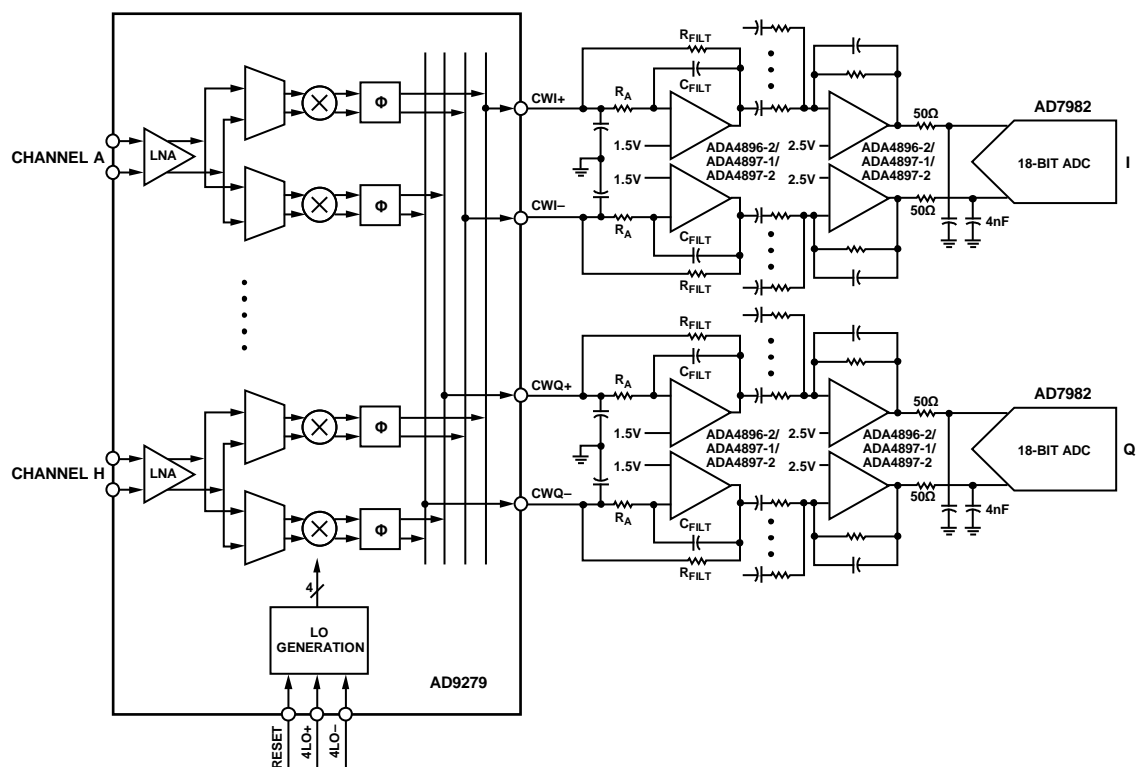 CHANNEL A
LNA
Φ
Φ
CWI+
CWI–
RFILT
CFILT
RA
1.5V
1.5V
ADA4896-2/
ADA4897-1/
ADA4897-2
RA
CFILT
RFILT
2.5V
2.5V
ADA4896-2/
ADA4897-1/
ADA4897-2
50Ω
50Ω
4nF
AD7982
18-BIT ADC
I
CHANNEL H
LNA
Φ
Φ
CWQ+
CWQ–
RFILT
CFILT
RA
1.5V
1.5V
ADA4896-2/
ADA4897-1/
ADA4897-2
RA
CFILT
RFILT
2.5V
2.5V
ADA4896-2/
ADA4897-1/
ADA4897-2
50Ω
50Ω
4nF
AD7982
18-BIT ADC
Q
4
LO
GENERATION
AD9279
RESET
4LO+
4LO–